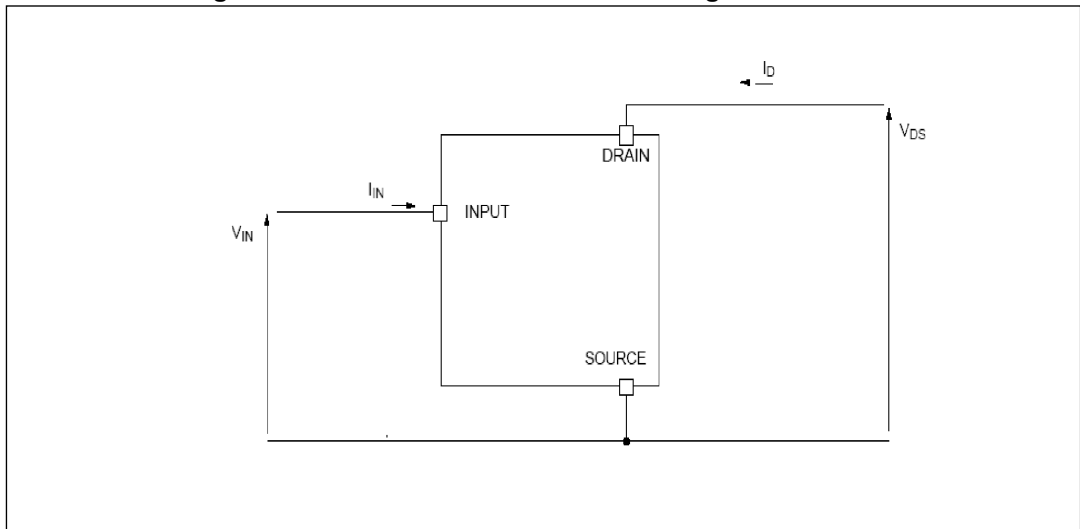 I_D
V_DS
DRAIN
I_IN
INPUT
V_IN
SOURCE